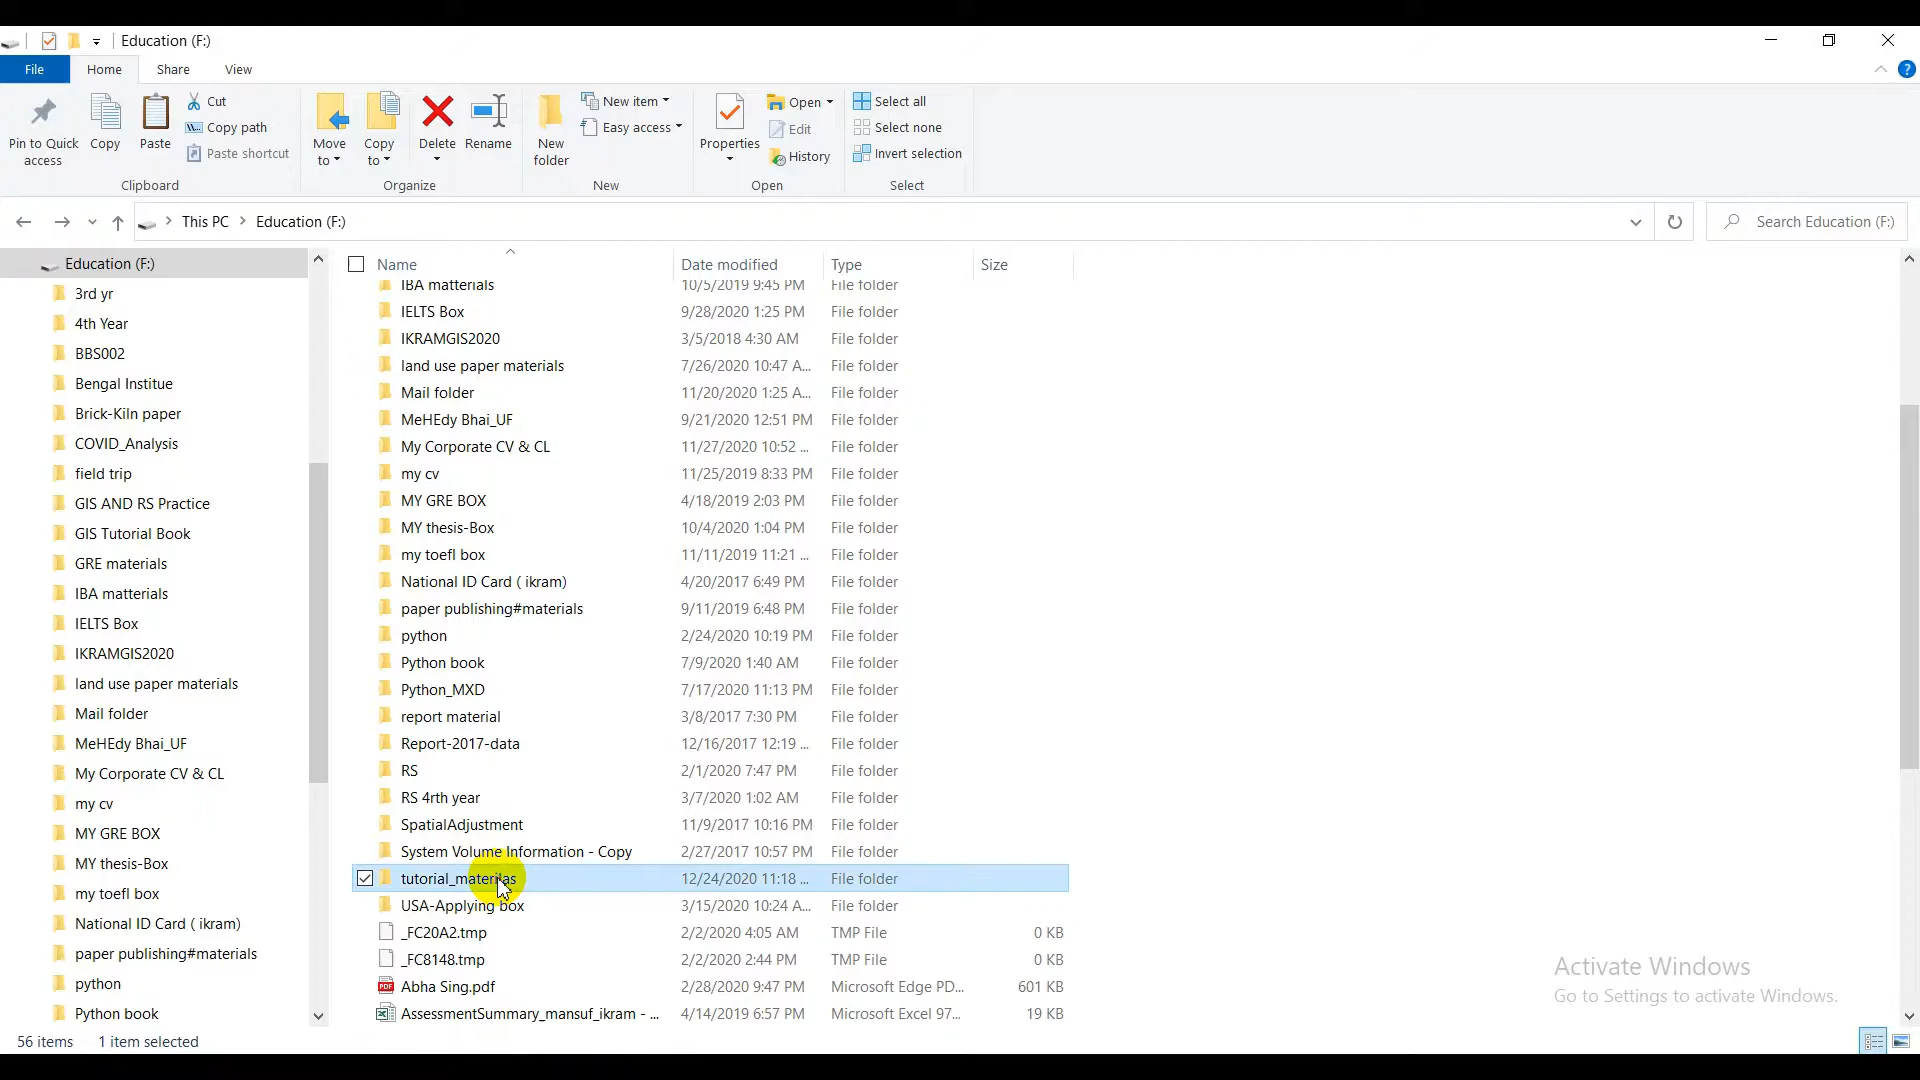 Education (F:)
File Home Share View
Pin to Quick access
Copy
Paste
Cut
Copy path
Paste shortcut
Clipboard
Move to
Copy to
Delete
Rename
Organize
New folder
New item
Easy access
New
Properties
Open
Edit
History
Open
Select all
Select none
Invert selection
Select
This PC > Education (F:)
Search Education (F:)
Education (F:)
3rd yr
4th Year
BBS002
Bengal Institue
Brick-Kiln paper
COVID_Analysis
field trip
GIS AND RS Practice
GIS Tutorial Book
GRE materials
IBA matterials
IELTS Box
IKRAMGIS2020
land use paper materials
Mail folder
MeHEdy Bhai_UF
My Corporate CV & CL
my cv
MY GRE BOX
MY thesis-Box
my toefl box
National ID Card ( ikram)
paper publishing#materials
python
Python book
Name Date modified Type Size
IBA matterials 10/5/2019 9:45 PM File folder
IELTS Box 9/28/2020 1:25 PM File folder
IKRAMGIS2020 3/5/2018 4:30 AM File folder
land use paper materials 7/26/2020 10:47 A... File folder
Mail folder 11/20/2020 1:25 A... File folder
MeHEdy Bhai_UF 9/21/2020 12:51 PM File folder
My Corporate CV & CL 11/27/2020 10:52 ... File folder
my cv 11/25/2019 8:33 PM File folder
MY GRE BOX 4/18/2019 2:03 PM File folder
MY thesis-Box 10/4/2020 1:04 PM File folder
my toefl box 11/11/2019 11:21 ... File folder
National ID Card ( ikram) 4/20/2017 6:49 PM File folder
paper publishing#materials 9/11/2019 6:48 PM File folder
python 2/24/2020 10:19 PM File folder
Python book 7/9/2020 1:40 AM File folder
Python_MXD 7/17/2020 11:13 PM File folder
report material 3/8/2017 7:30 PM File folder
Report-2017-data 12/16/2017 12:19 ... File folder
RS 2/1/2020 7:47 PM File folder
RS 4rth year 3/7/2020 1:02 AM File folder
SpatialAdjustment 11/9/2017 10:16 PM File folder
System Volume Information - Copy 2/27/2017 10:57 PM File folder
tutorial_materilas 12/24/2020 11:18 ... File folder
USA-Applying box 3/15/2020 10:24 A... File folder
_FC20A2.tmp 2/2/2020 4:05 AM TMP File 0 KB
_FC8148.tmp 2/2/2020 2:44 PM TMP File 0 KB
Abha Sing.pdf 2/28/2020 9:47 PM Microsoft Edge PD... 601 KB
AssessmentSummary_mansuf_ikram - ... 4/14/2019 6:57 PM Microsoft Excel 97... 19 KB
Activate Windows
Go to Settings to activate Windows.
56 items 1 item selected